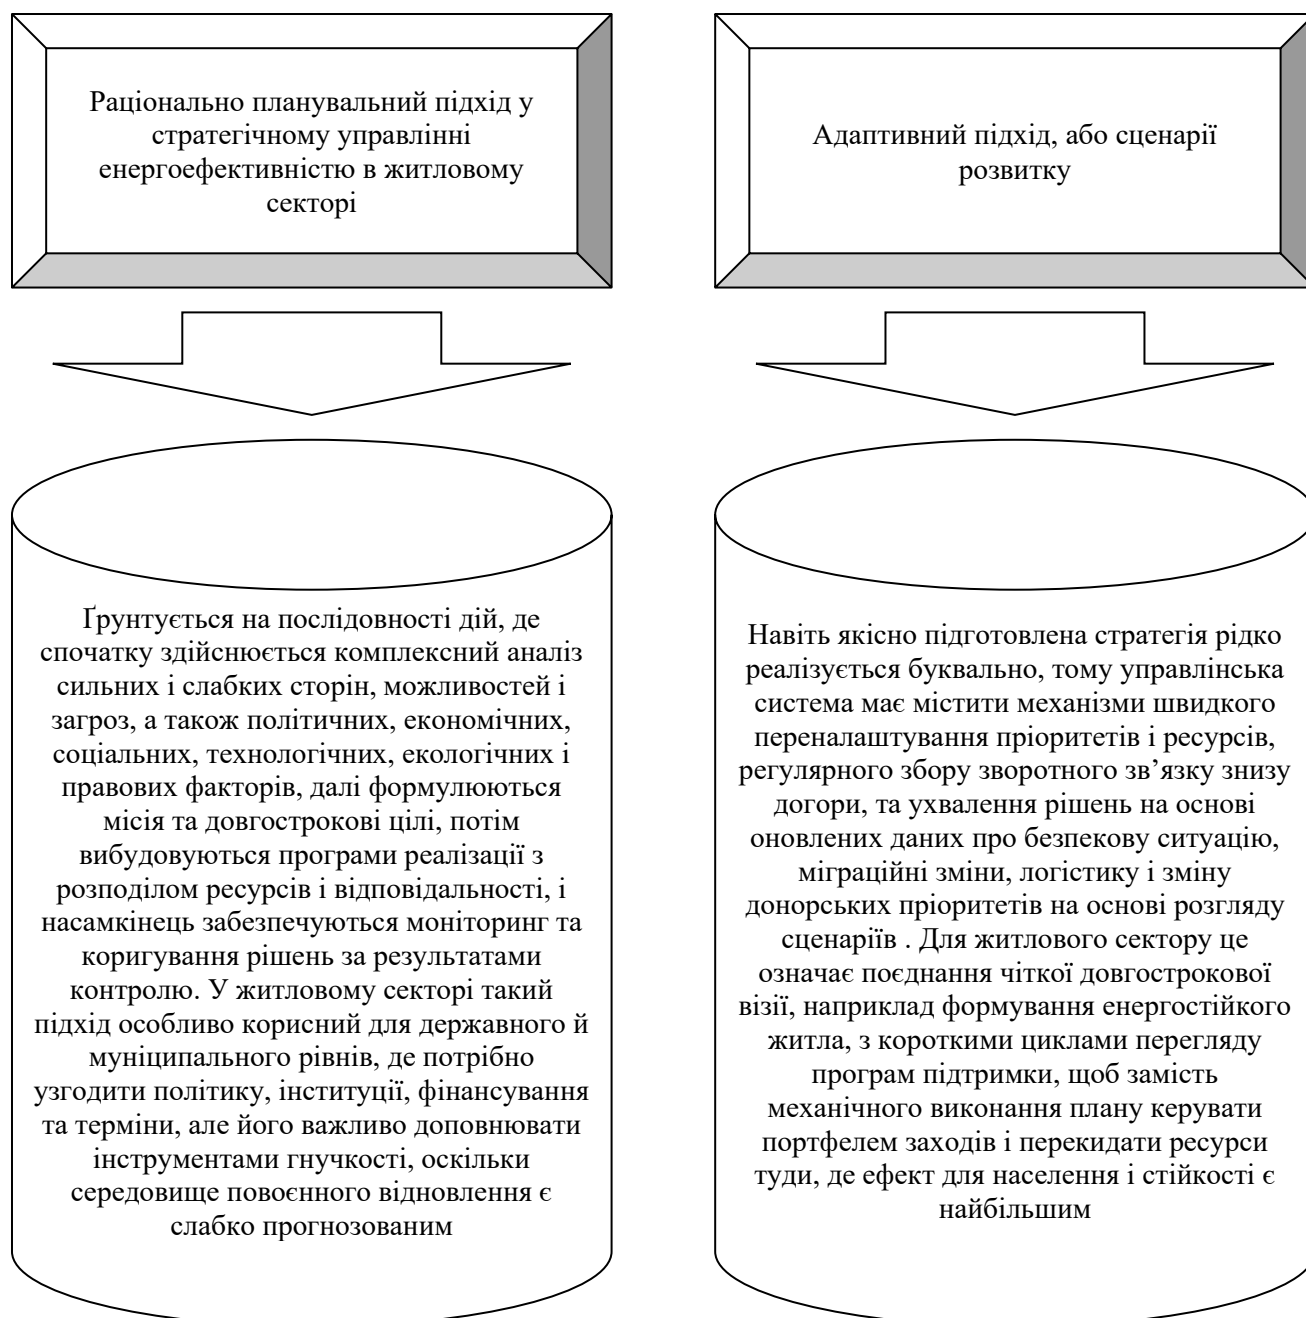 Раціонально планувальний підхід у
стратегічному управлінні
енергоефективністю в житловому
секторі
Адаптивний підхід, або сценарії
розвитку
Ґрунтується на послідовності дій, де
спочатку здійснюється комплексний аналіз
сильних і слабких сторін, можливостей і
загроз, а також політичних, економічних,
соціальних, технологічних, екологічних і
правових факторів, далі формулюються
місія та довгострокові цілі, потім
вибудовуються програми реалізації з
розподілом ресурсів і відповідальності, і
насамкінець забезпечуються моніторинг та
коригування рішень за результатами
контролю. У житловому секторі такий
підхід особливо корисний для державного й
муніципального рівнів, де потрібно
узгодити політику, інституції, фінансування
та терміни, але його важливо доповнювати
інструментами гнучкості, оскільки
середовище повоєнного відновлення є
слабко прогнозованим
Навіть якісно підготовлена стратегія рідко
реалізується буквально, тому управлінська
система має містити механізми швидкого
переналаштування пріоритетів і ресурсів,
регулярного збору зворотного зв’язку знизу
догори, та ухвалення рішень на основі
оновлених даних про безпекову ситуацію,
міграційні зміни, логістику і зміну
донорських пріоритетів на основі розгляду
сценаріїв . Для житлового сектору це
означає поєднання чіткої довгострокової
візії, наприклад формування енергостійкого
житла, з короткими циклами перегляду
програм підтримки, щоб замість
механічного виконання плану керувати
портфелем заходів і перекидати ресурси
туди, де ефект для населення і стійкості є
найбільшим